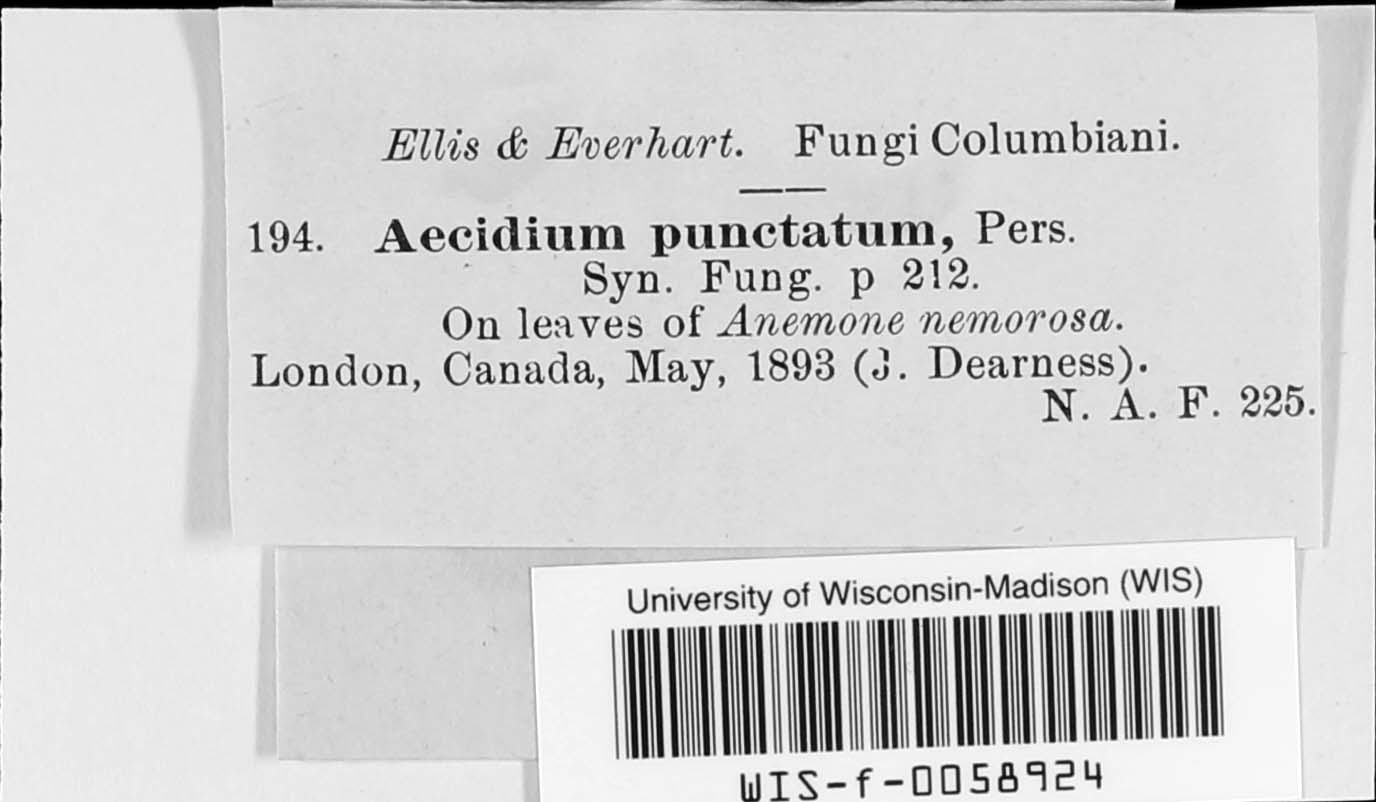 Ellis & Everhart. Fungi Columbiani.
194. Aecidium punctatum, Pers.
Syn. Fung. p 212.
On leaves of Anemone nemorosa.
London, Canada, May, 1893 (J. Dearness).
N. A. F. 225.
University of Wisconsin-Madison (WIS)
WIS-f-0058924